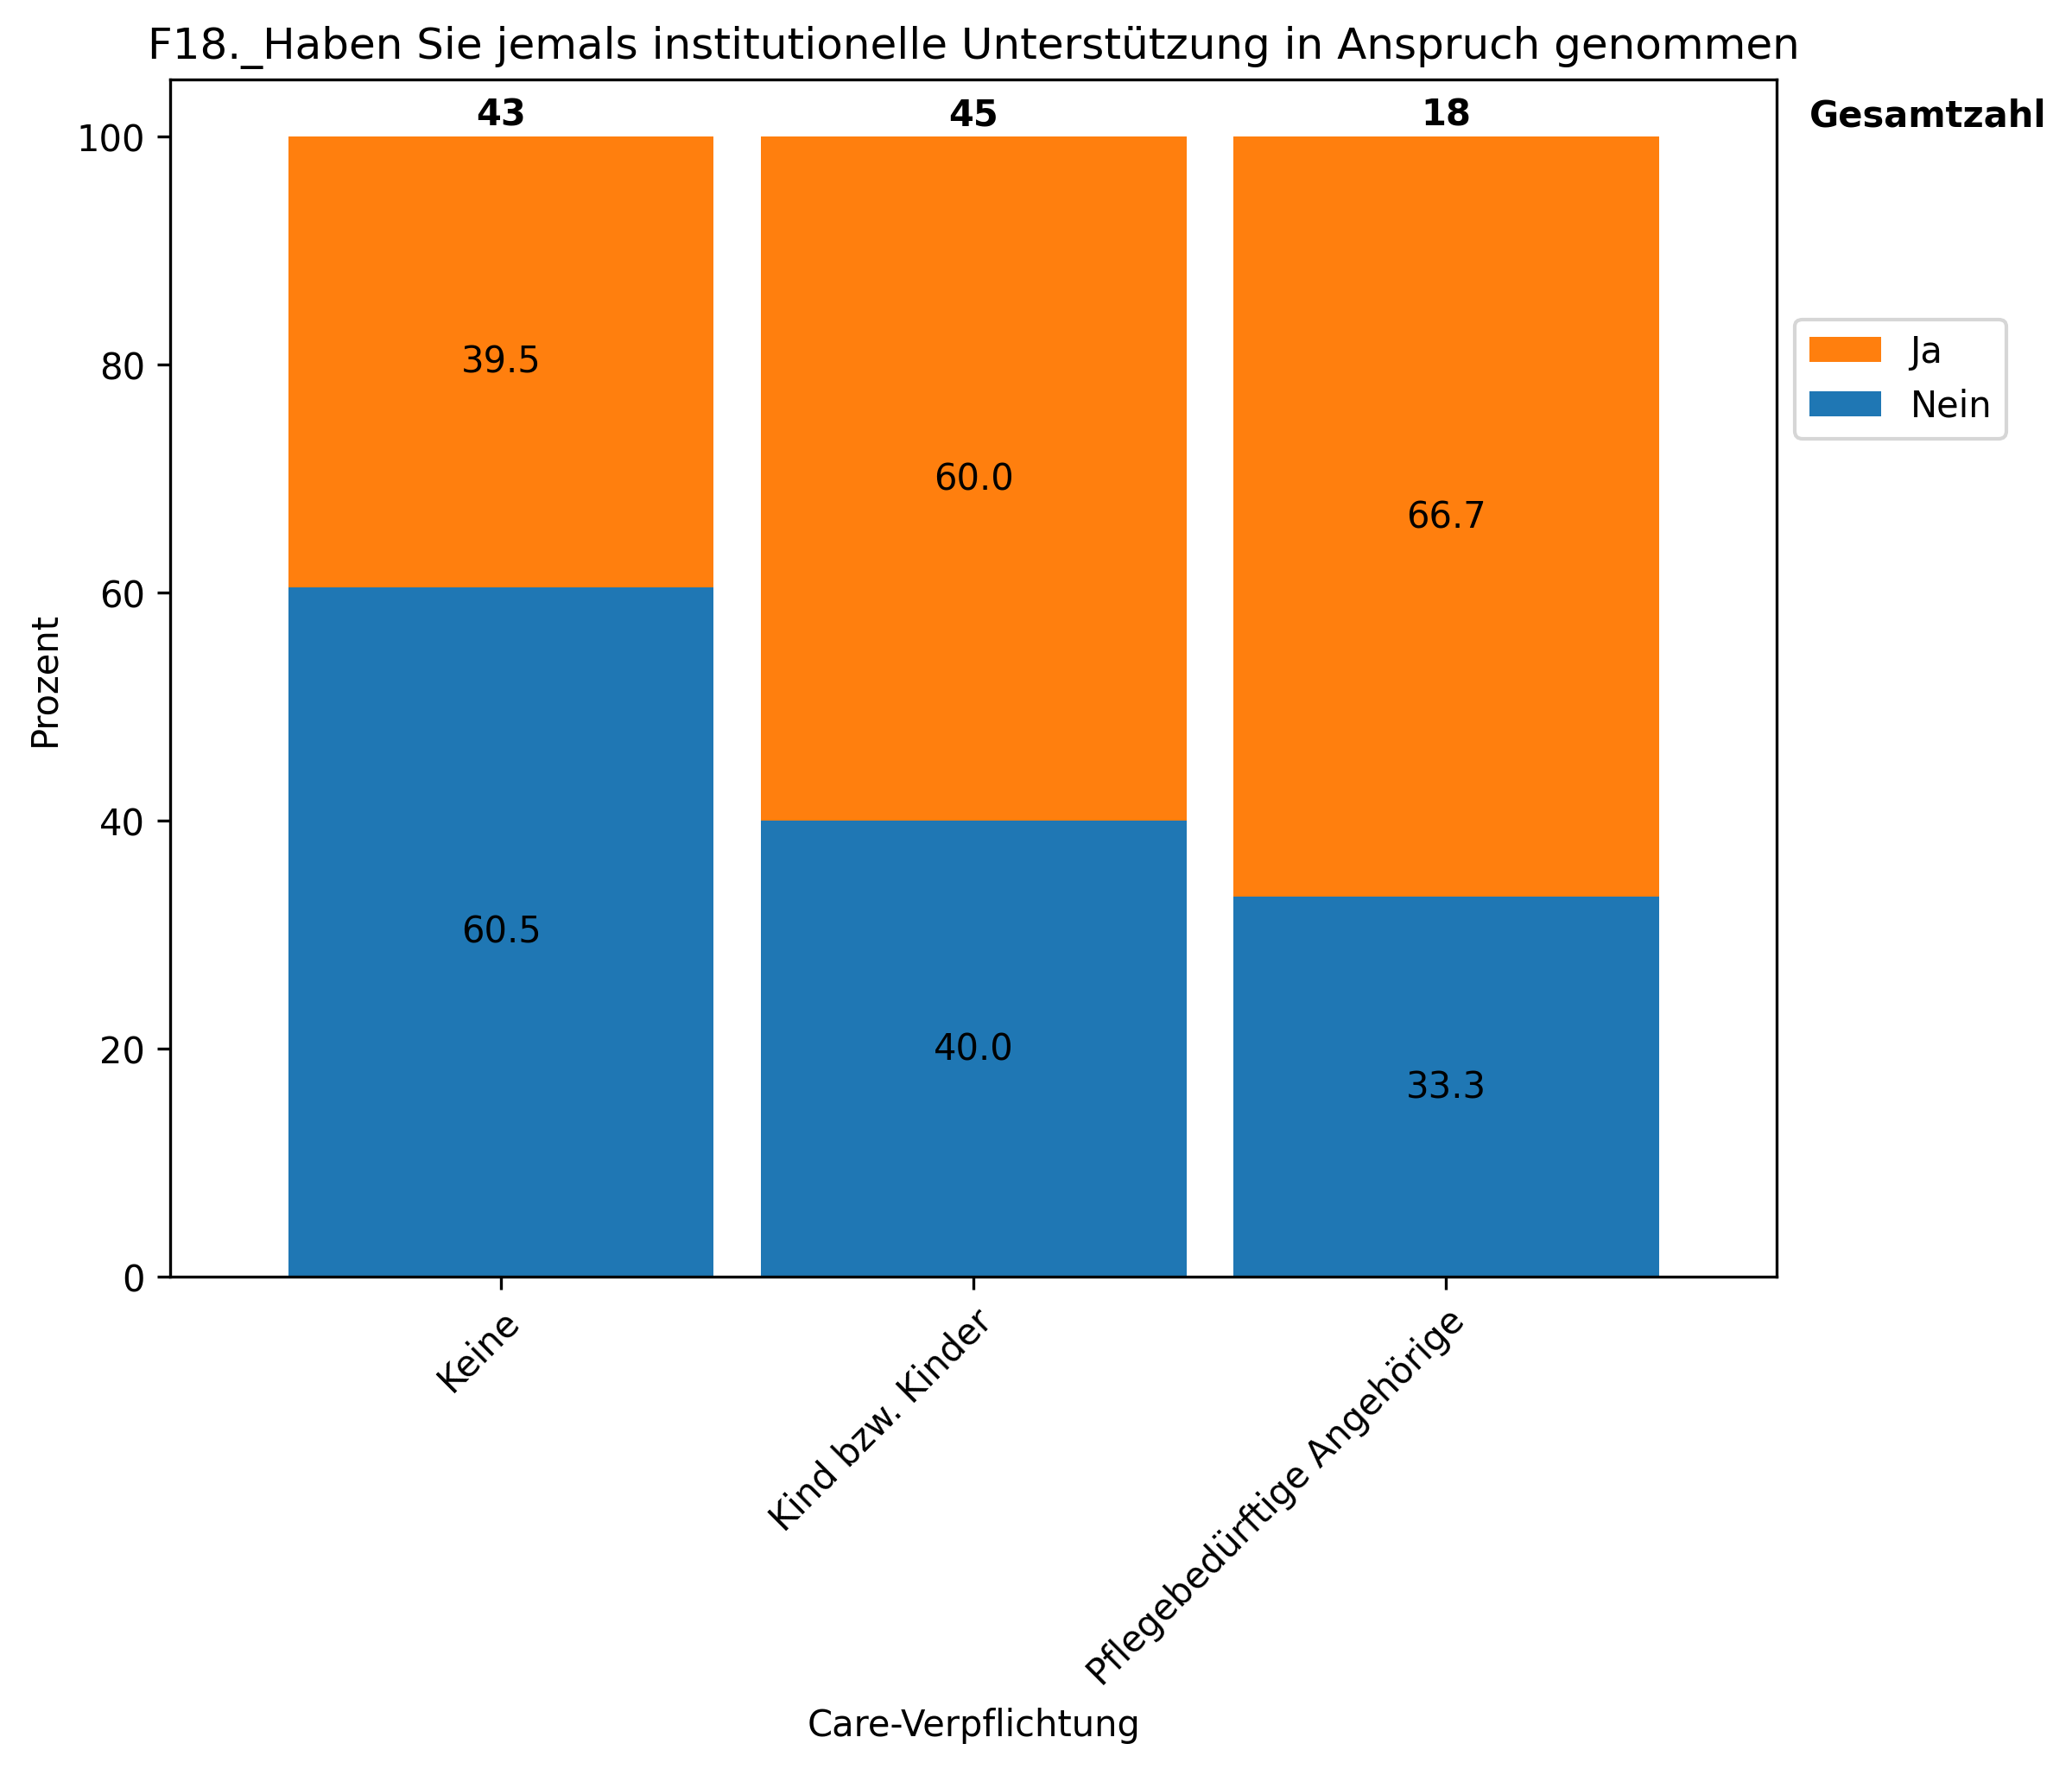 F18._Haben Sie jemals institutionelle Unterstützung in Anspruch genommen
43 45 18 Gesamtzahl
100
80
60
40
20
0
Prozent
39.5
60.0
66.7
60.5
40.0
33.3
Ja
Nein
Keine
Kind bzw. Kinder
Pflegebedürftige Angehörige
Care-Verpflichtung